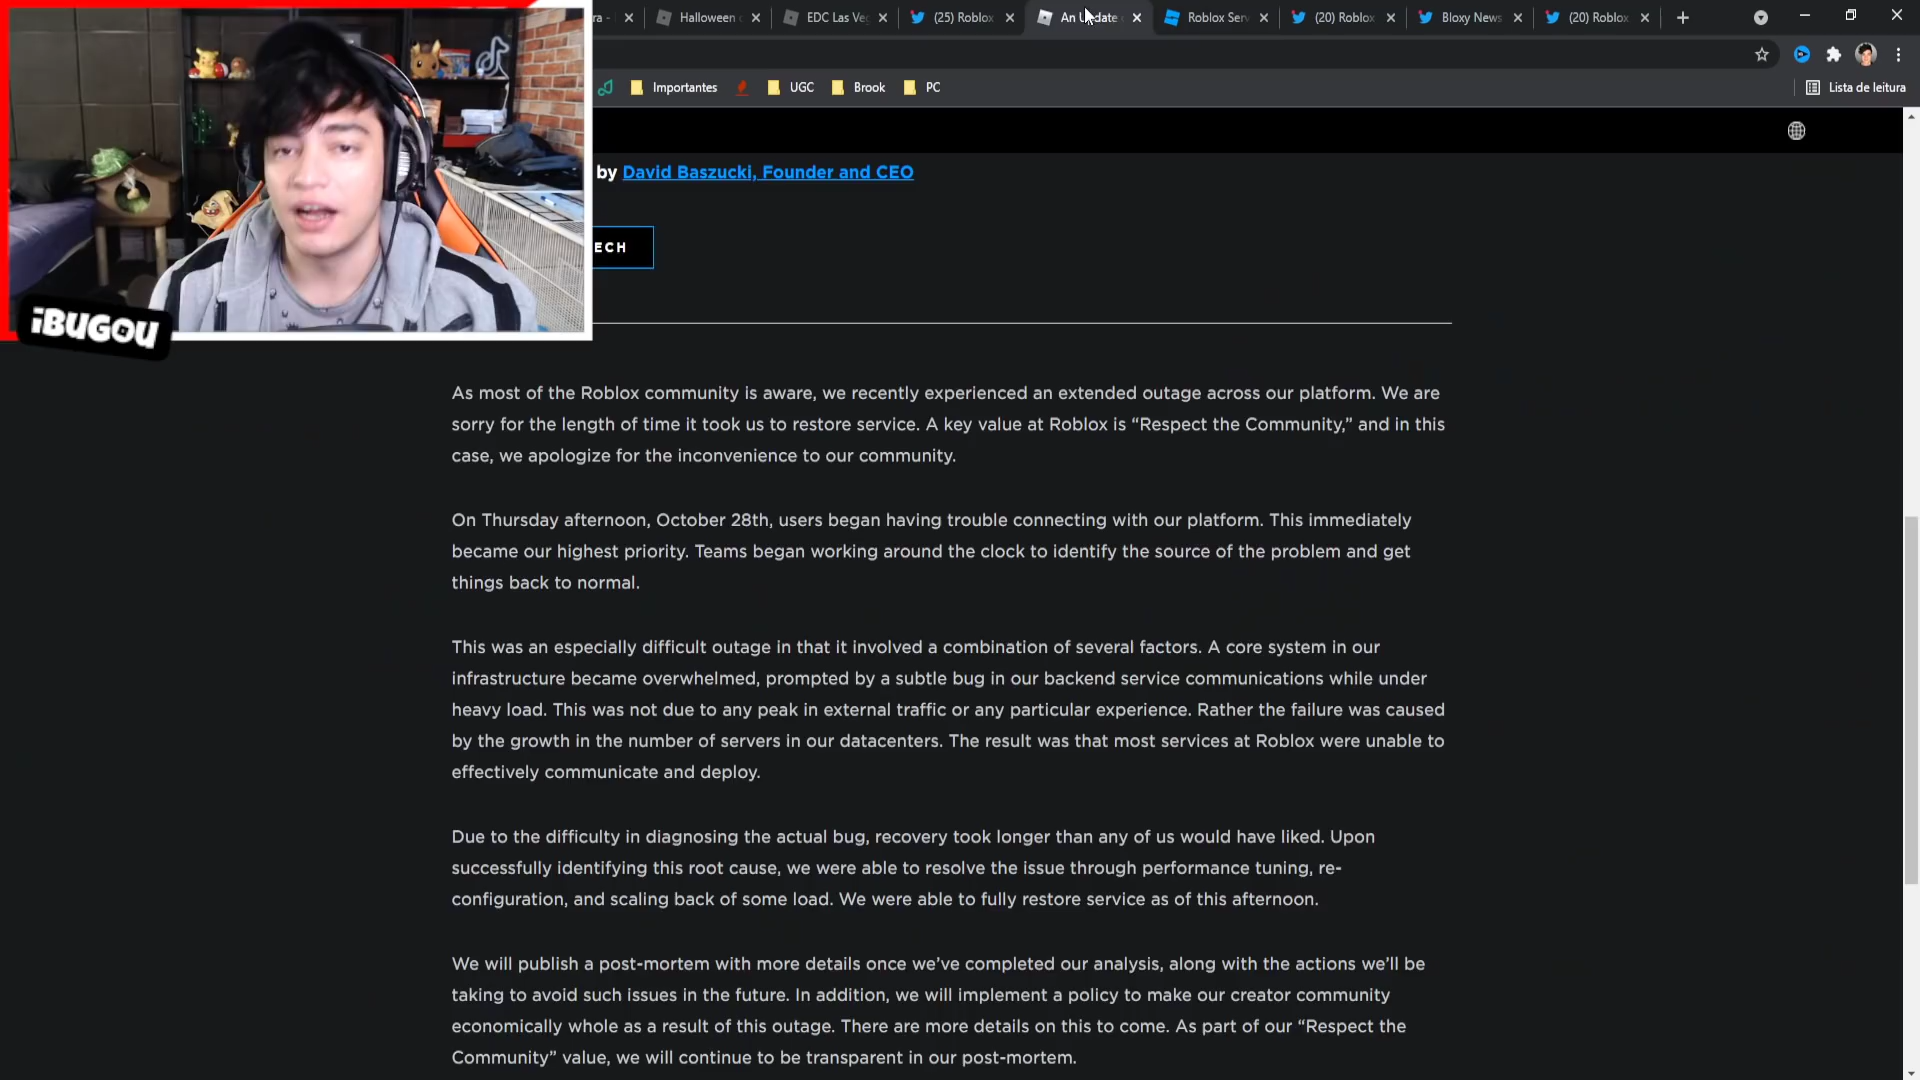 ra -
Halloween
EDC Las Ve
(25) Roblox
An Update
Roblox Serv
(20) Roblox
Bloxy News
(20) Roblox
Importantes
UGC
Brook
PC
Lista de leitura
by David Baszucki, Founder and CEO
ECH
iBUGOU
As most of the Roblox community is aware, we recently experienced an extended outage across our platform. We are
sorry for the length of time it took us to restore service. A key value at Roblox is “Respect the Community,” and in this
case, we apologize for the inconvenience to our community.
On Thursday afternoon, October 28th, users began having trouble connecting with our platform. This immediately
became our highest priority. Teams began working around the clock to identify the source of the problem and get
things back to normal.
This was an especially difficult outage in that it involved a combination of several factors. A core system in our
infrastructure became overwhelmed, prompted by a subtle bug in our backend service communications while under
heavy load. This was not due to any peak in external traffic or any particular experience. Rather the failure was caused
by the growth in the number of servers in our datacenters. The result was that most services at Roblox were unable to
effectively communicate and deploy.
Due to the difficulty in diagnosing the actual bug, recovery took longer than any of us would have liked. Upon
successfully identifying this root cause, we were able to resolve the issue through performance tuning, re-
configuration, and scaling back of some load. We were able to fully restore service as of this afternoon.
We will publish a post-mortem with more details once we’ve completed our analysis, along with the actions we’ll be
taking to avoid such issues in the future. In addition, we will implement a policy to make our creator community
economically whole as a result of this outage. There are more details on this to come. As part of our “Respect the
Community” value, we will continue to be transparent in our post-mortem.